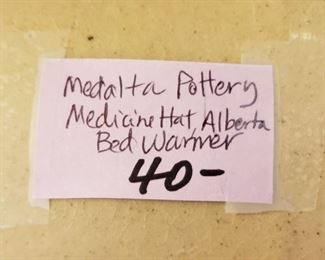 Medalta Pottery
Medicine Hat, Alberta
Bed Warmer
40-